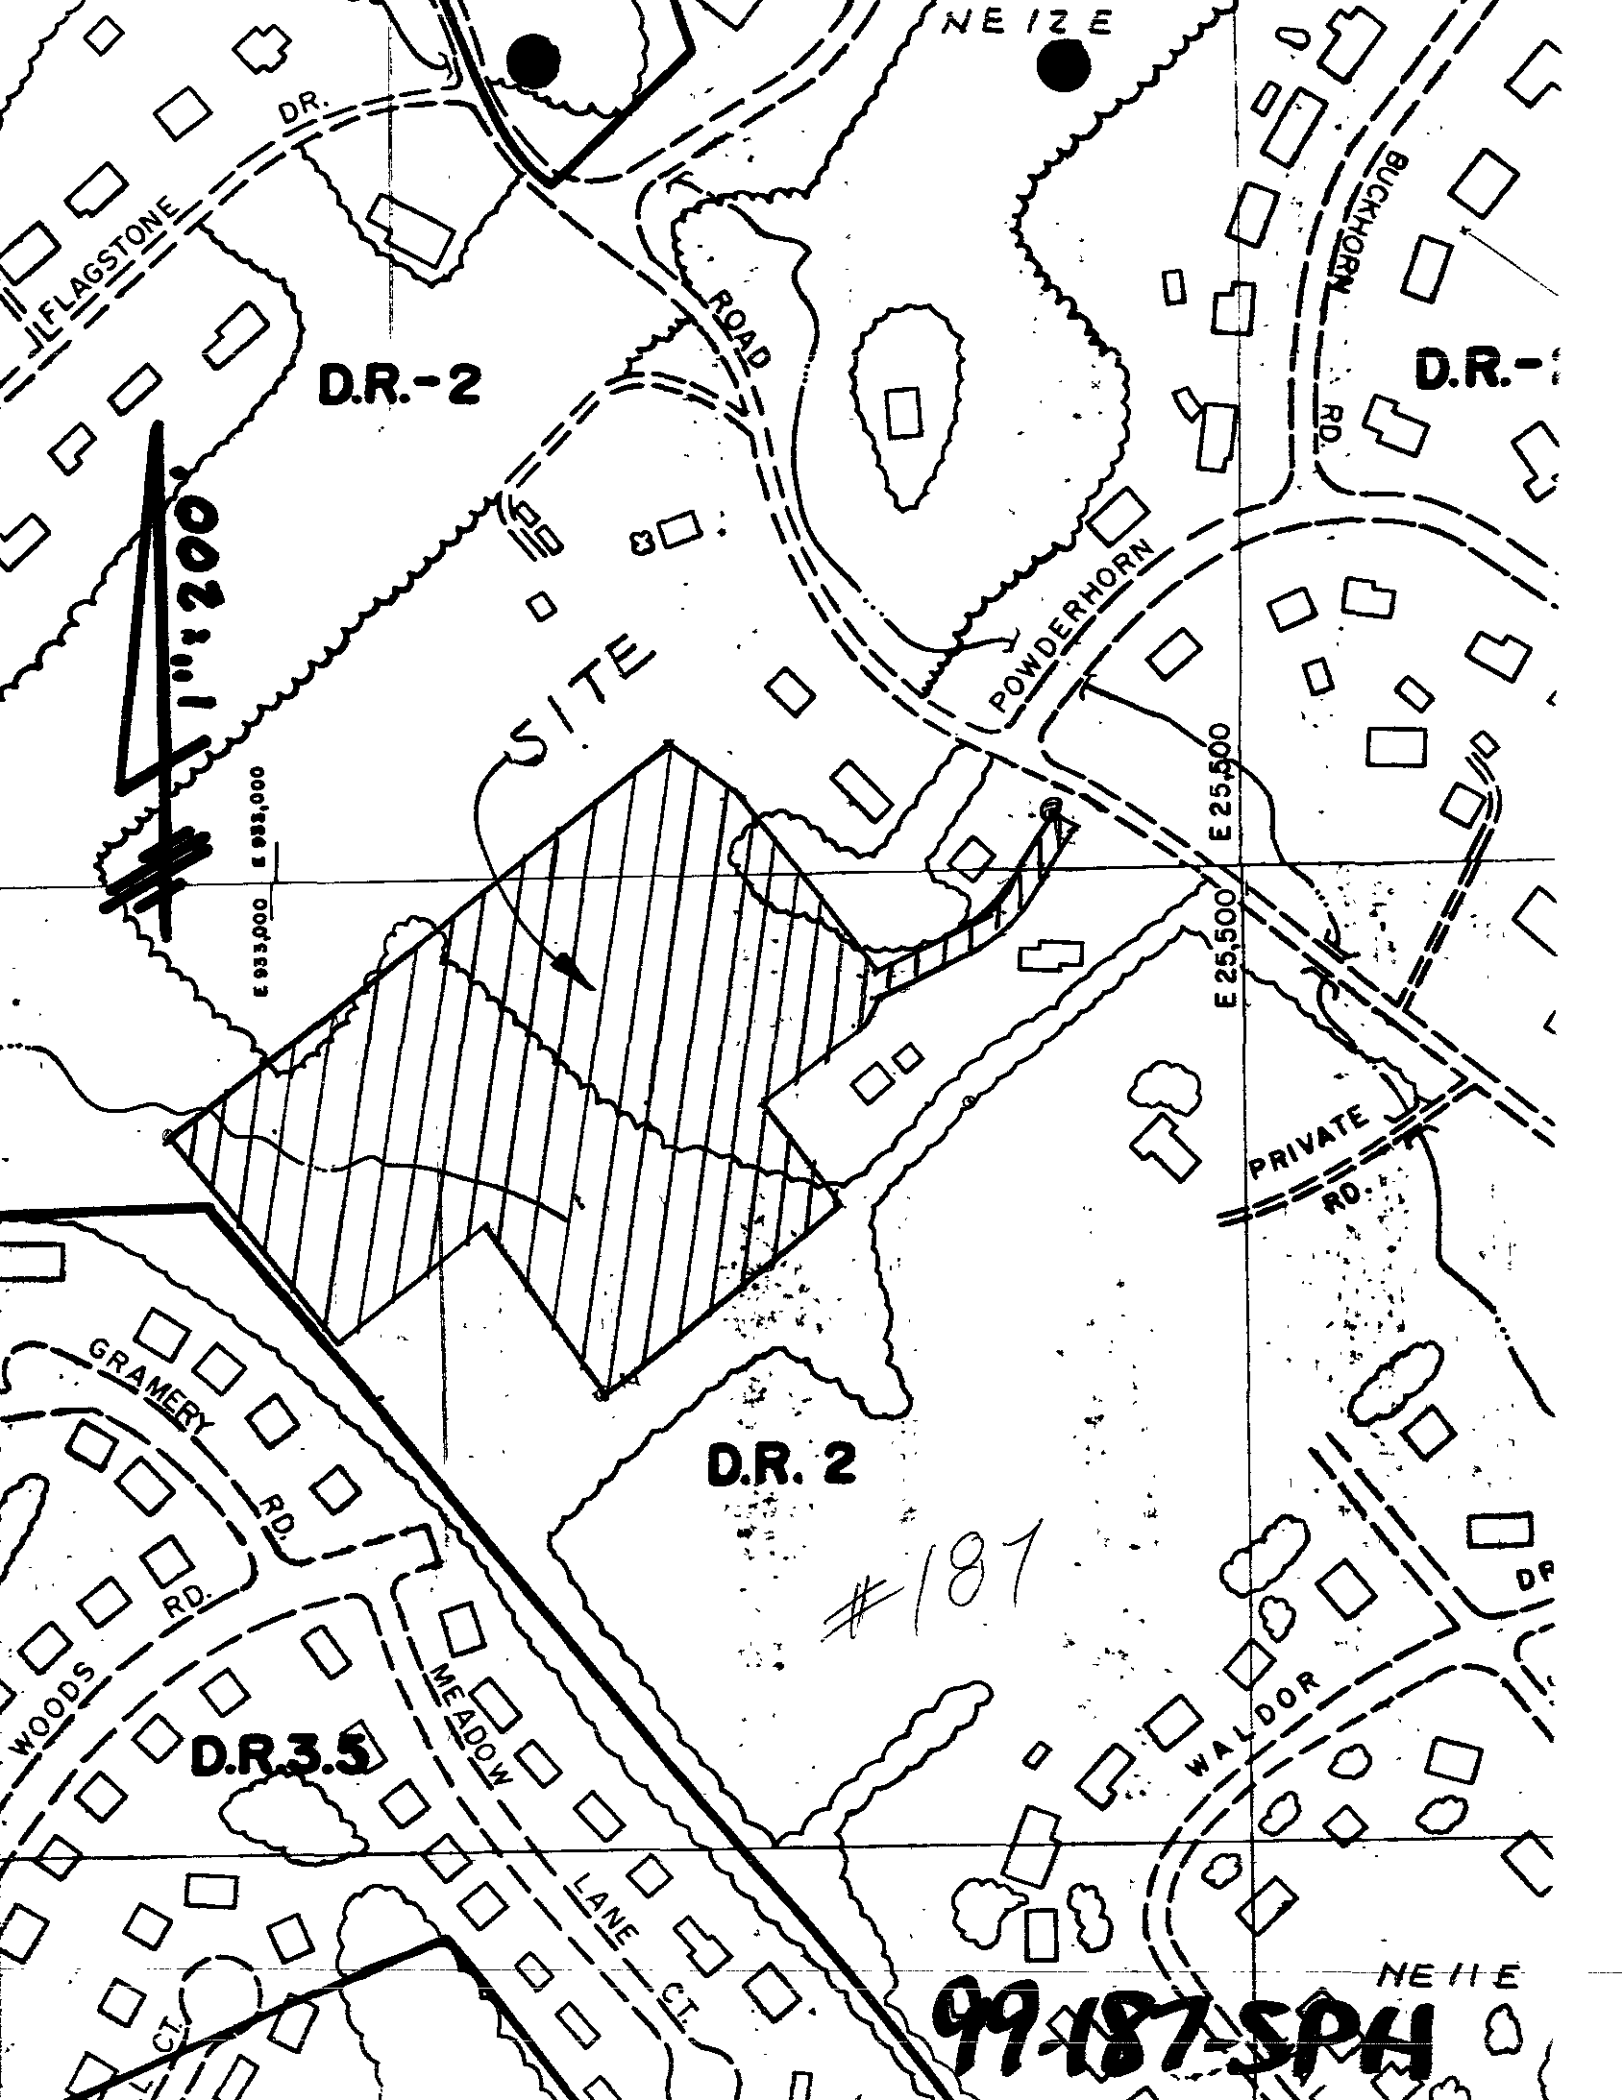 NE 12 E
DR.
FLAGSTONE
BUCKHORN
RD.
ROAD
D.R.-2
D.R.-
1" = 200'
POWDERHORN
SITE
E 25,500
E 933,000
E 25,500
E 933,000
PRIVATE
RD.
GRAMERY
RD.
D.R. 2
#187
RD.
WOODS
MEADOW
WALDOR
D.R.3.5
LANE
CT.
CT.
NE 11 E
99-187-SPH